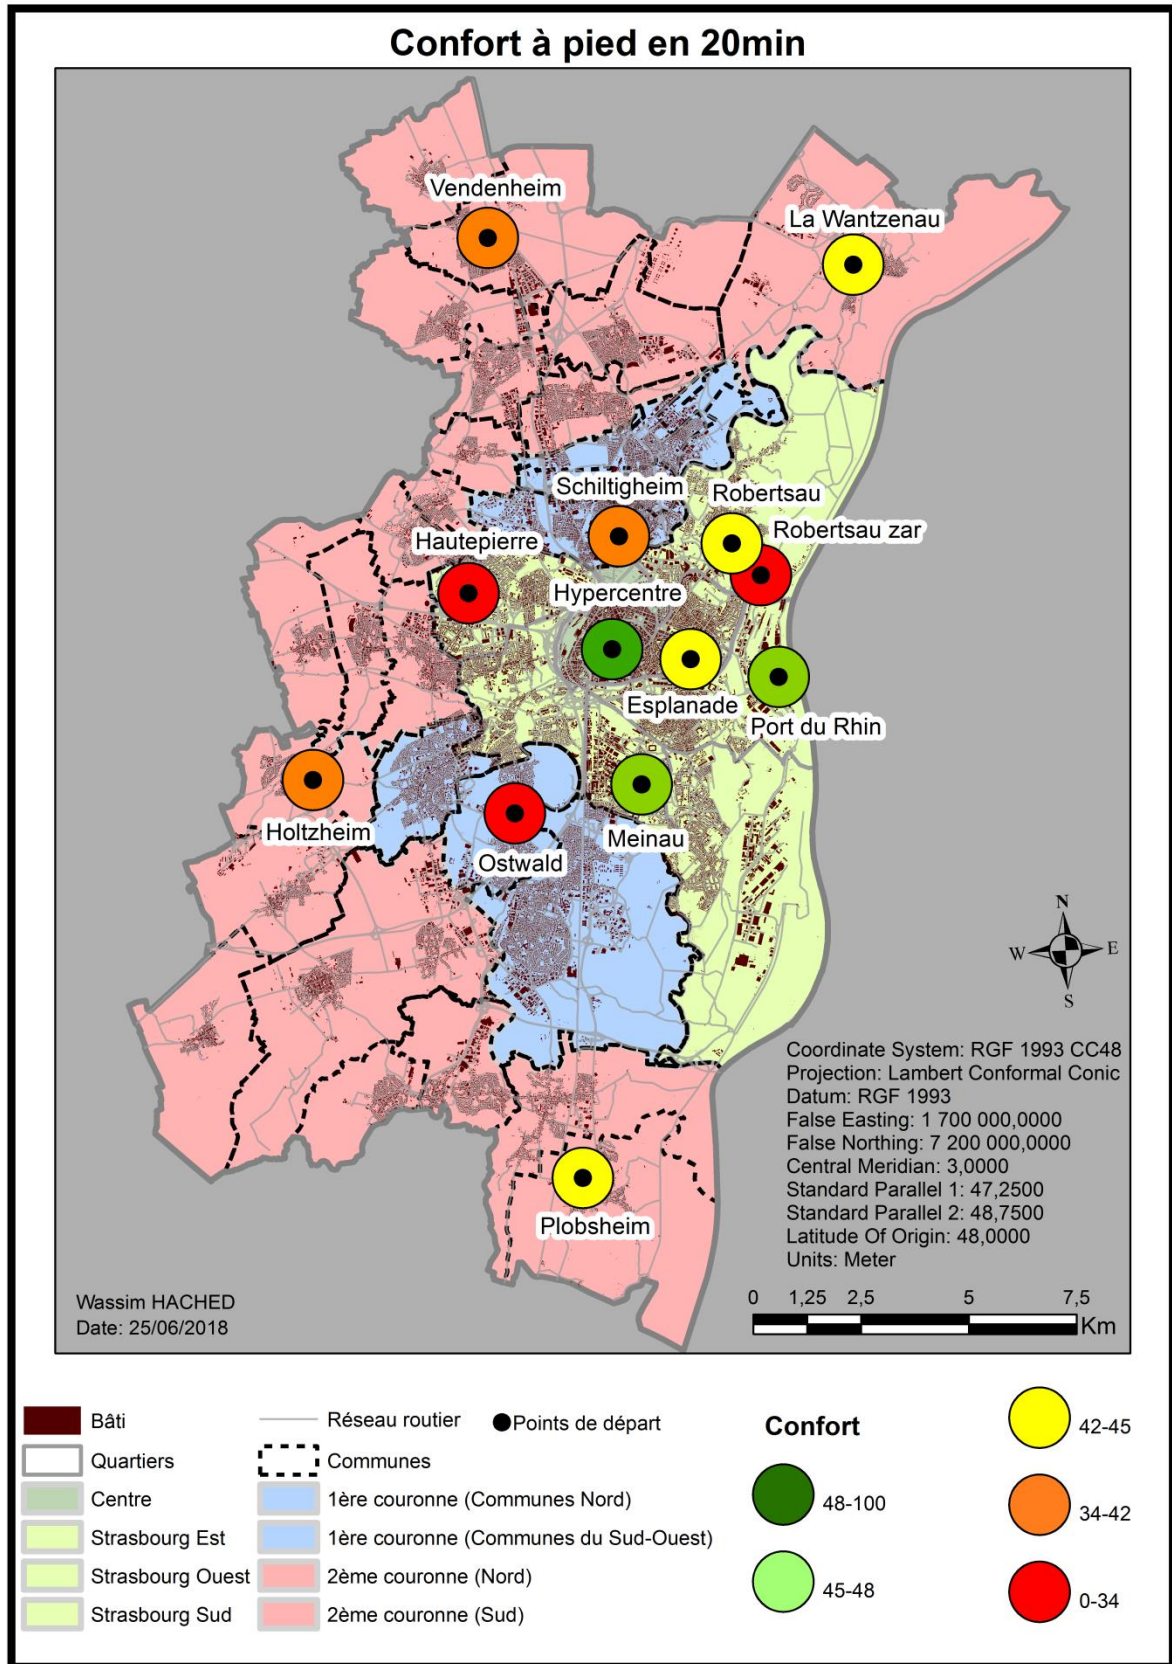 Confort à pied en 20min
Vendenheim
La Wantzenau
Schiltigheim
Robertsau
Robertsau zar
Hautepierre
Hypercentre
Esplanade
Port du Rhin
Holtzheim
Ostwald
Meinau
Plobsheim
N
W
E
S
Coordinate System: RGF 1993 CC48
Projection: Lambert Conformal Conic
Datum: RGF 1993
False Easting: 1 700 000,0000
False Northing: 7 200 000,0000
Central Meridian: 3,0000
Standard Parallel 1: 47,2500
Standard Parallel 2: 48,7500
Latitude Of Origin: 48,0000
Units: Meter
Wassim HACHED
Date: 25/06/2018
0 1,25 2,5 5 7,5
Km
Bâti
Quartiers
Centre
Strasbourg Est
Strasbourg Ouest
Strasbourg Sud
Réseau routier
Communes
1ère couronne (Communes Nord)
1ère couronne (Communes du Sud-Ouest)
2ème couronne (Nord)
2ème couronne (Sud)
Points de départ
Confort
48-100
45-48
42-45
34-42
0-34